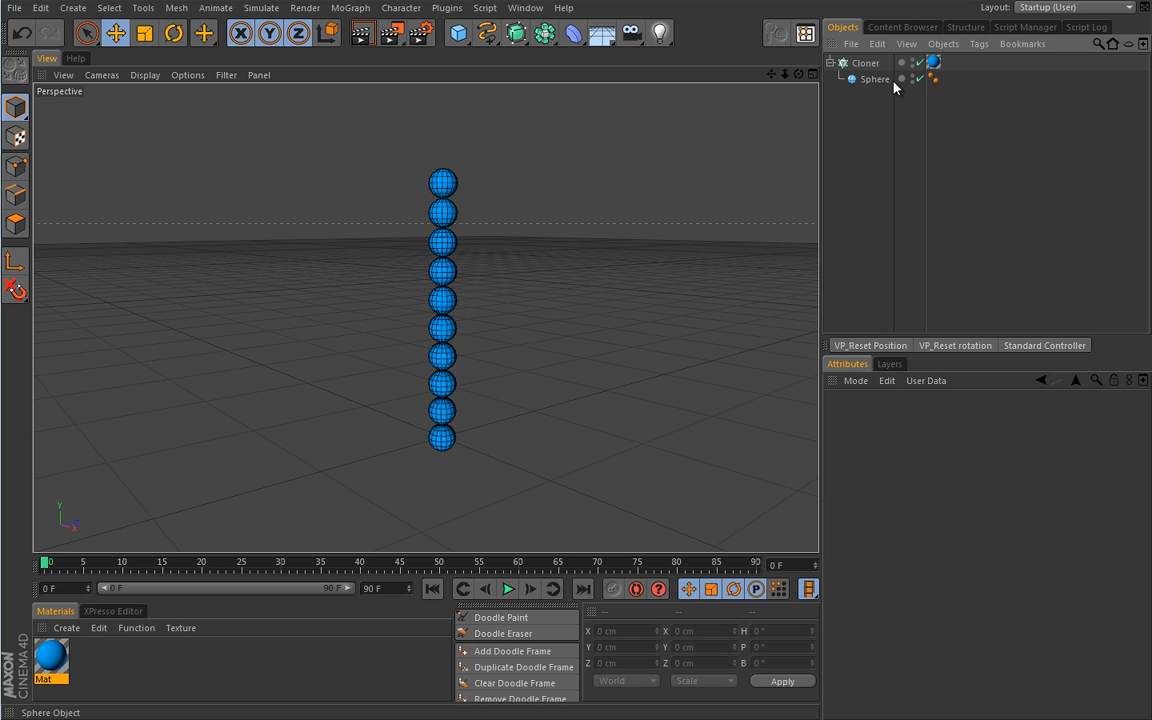 File Edit Create Select Tools Mesh Animate Simulate Render MoGraph Character Plugins Script Window Help Layout: Startup (User)
X Y Z
Objects Content Browser Structure Script Manager Script Log
File Edit View Objects Tags Bookmarks
View Help
View Cameras Display Options Filter Panel
Perspective
Cloner
Sphere
Y
X
VP_Reset Position VP_Reset rotation Standard Controller
Attributes Layers
Mode Edit User Data
0 5 10 15 20 25 30 35 40 45 50 55 60 65 70 75 80 85 90 0 F
0 F 0 F 90 F 90 F P
Materials XPresso Editor
Create Edit Function Texture
Mat
Doodle Paint
Doodle Eraser
Add Doodle Frame
Duplicate Doodle Frame
Clear Doodle Frame
Remove Doodle Frame
-- -- --
X 0 cm X 0 cm H 0 °
Y 0 cm Y 0 cm P 0 °
Z 0 cm Z 0 cm B 0 °
World Scale Apply
MAXON
CINEMA 4D
Sphere Object